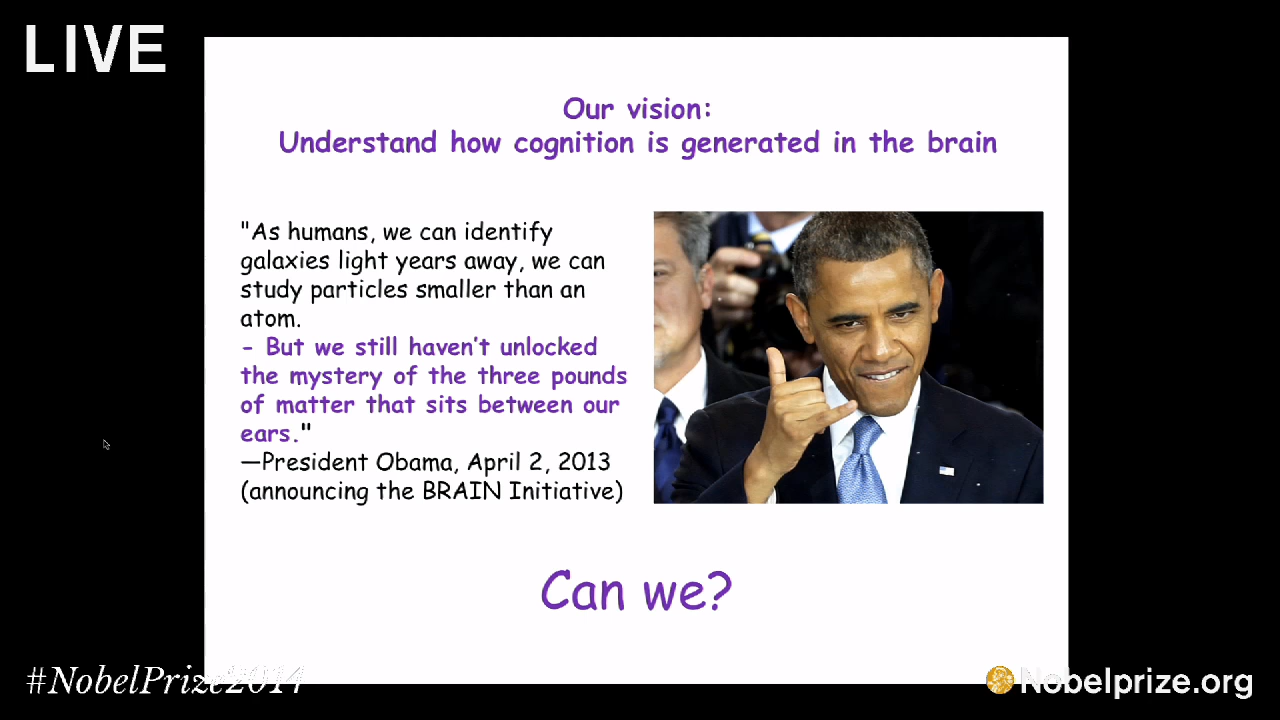 LIVE
Our vision:
Understand how cognition is generated in the brain
"As humans, we can identify
galaxies light years away, we can
study particles smaller than an
atom.
- But we still haven't unlocked
the mystery of the three pounds
of matter that sits between our
ears."
—President Obama, April 2, 2013
(announcing the BRAIN Initiative)
Can we?
#NobelPrize2014
Nobelprize.org